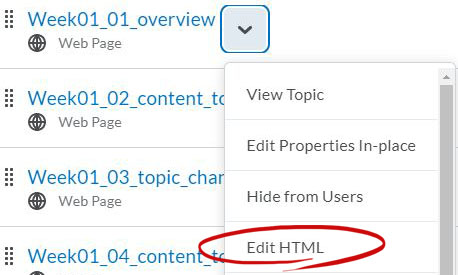 Week01_01_overview
Web Page
View Topic
Week01_02_content_to
Web Page
Edit Properties In-place
Week01_03_topic_char
Web Page
Hide from Users
Week01_04_content_to
Edit HTML